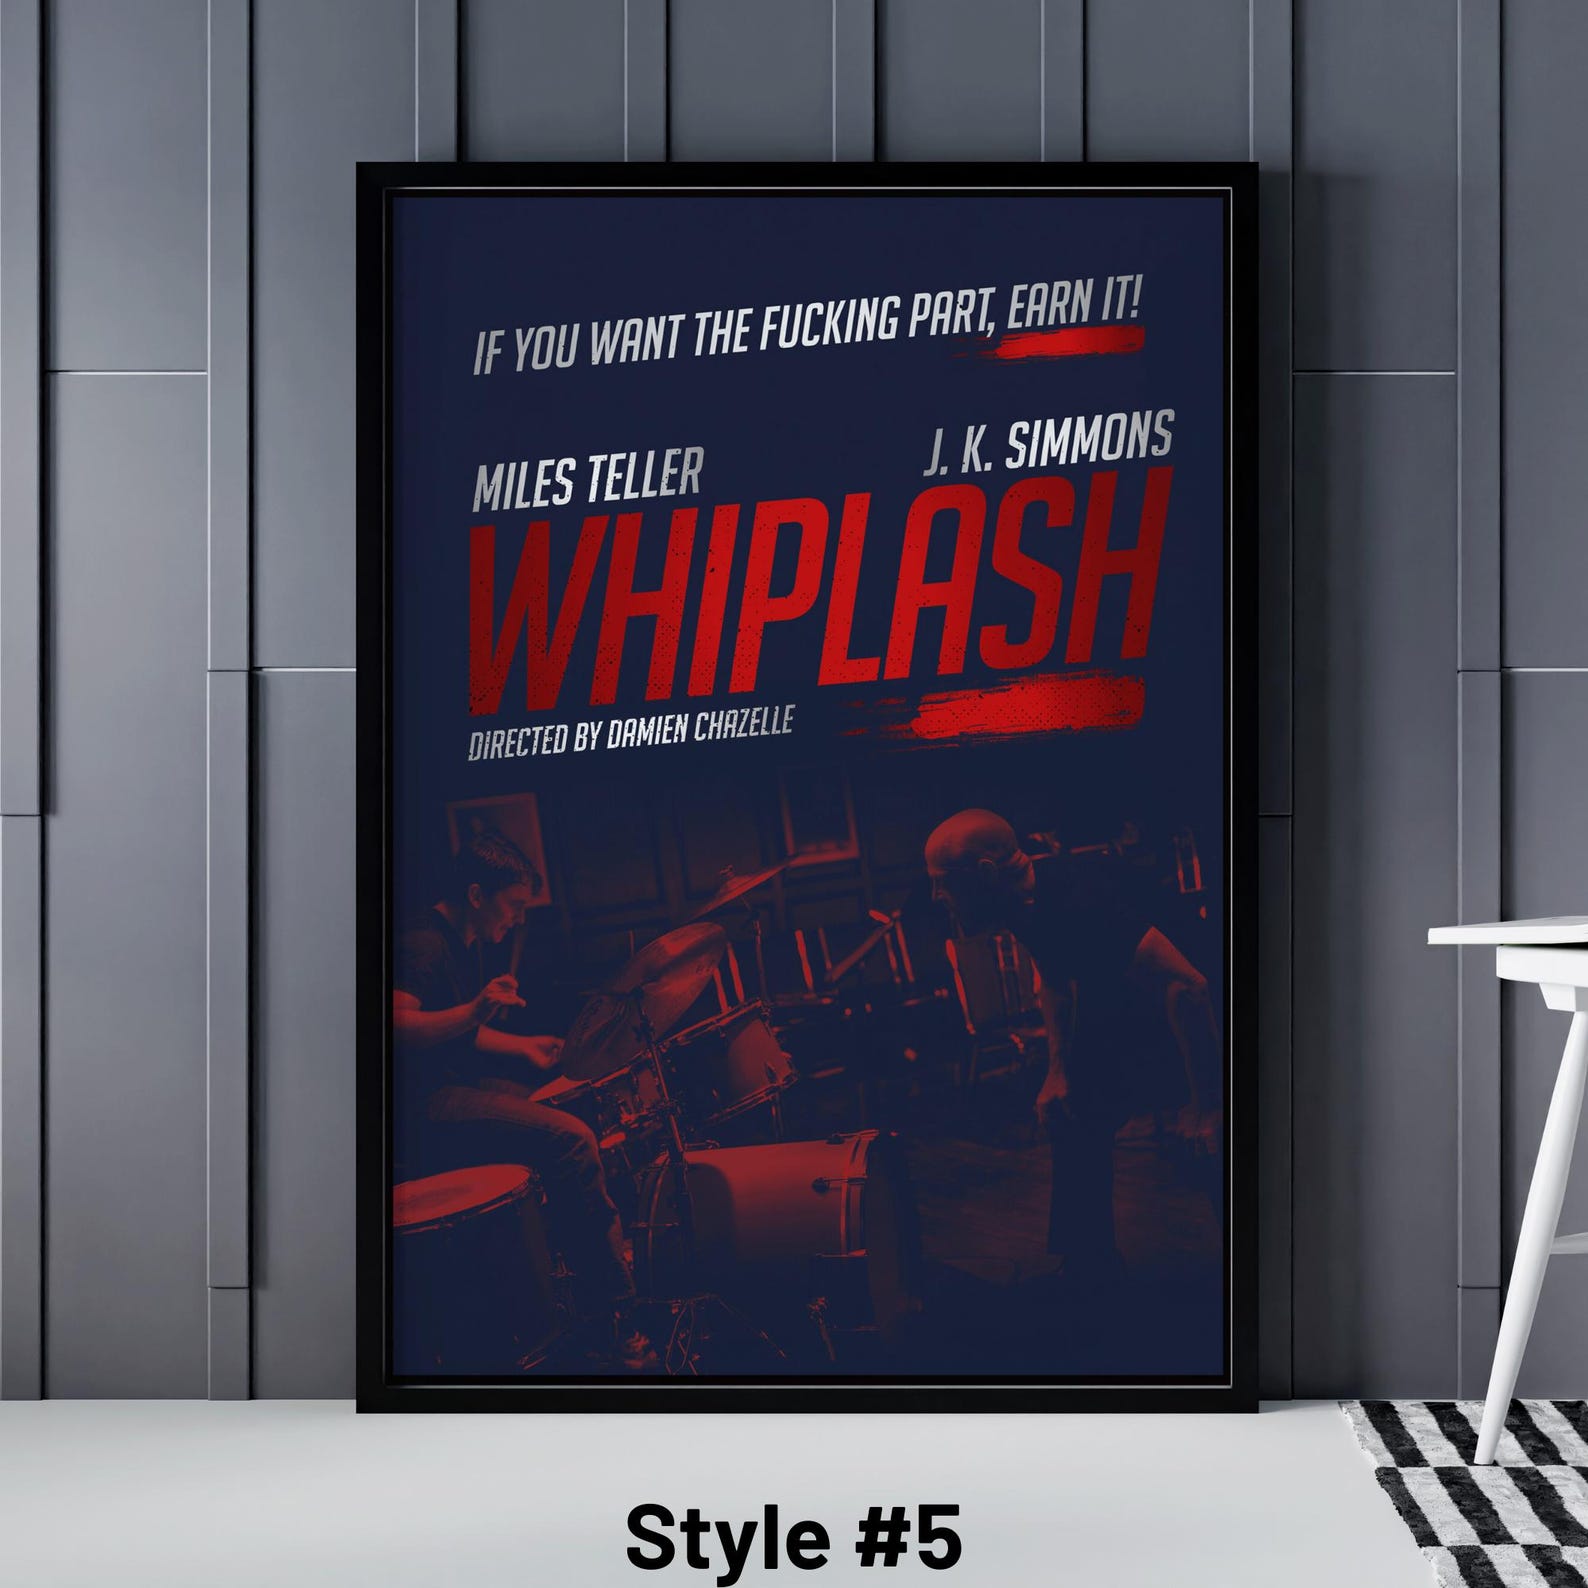 IF YOU WANT THE FUCKING PART, EARN IT!
MILES TELLER
J. K. SIMMONS
WHIPLASH
DIRECTED BY DAMIEN CHAZELLE
Style #5